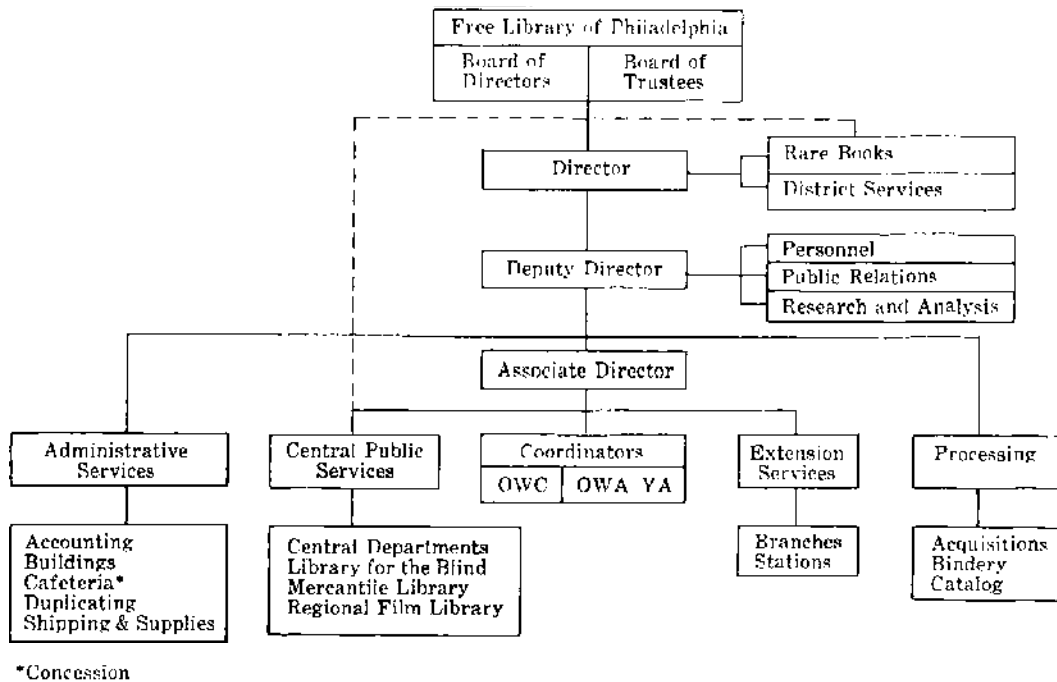 Free Library of Philadelphia
Board of
Directors
Board of
Trustees
Director
Rare Books
District Services
Deputy Director
Personnel
Public Relations
Research and Analysis
Associate Director
Administrative
Services
Central Public
Services
Coordinators
OWC
OWA YA
Extension
Services
Processing
Accounting
Buildings
Cafeteria*
Duplicating
Shipping & Supplies
Central Departments
Library for the Blind
Mercantile Library
Regional Film Library
Branches
Stations
Acquisitions
Bindery
Catalog
*Concession